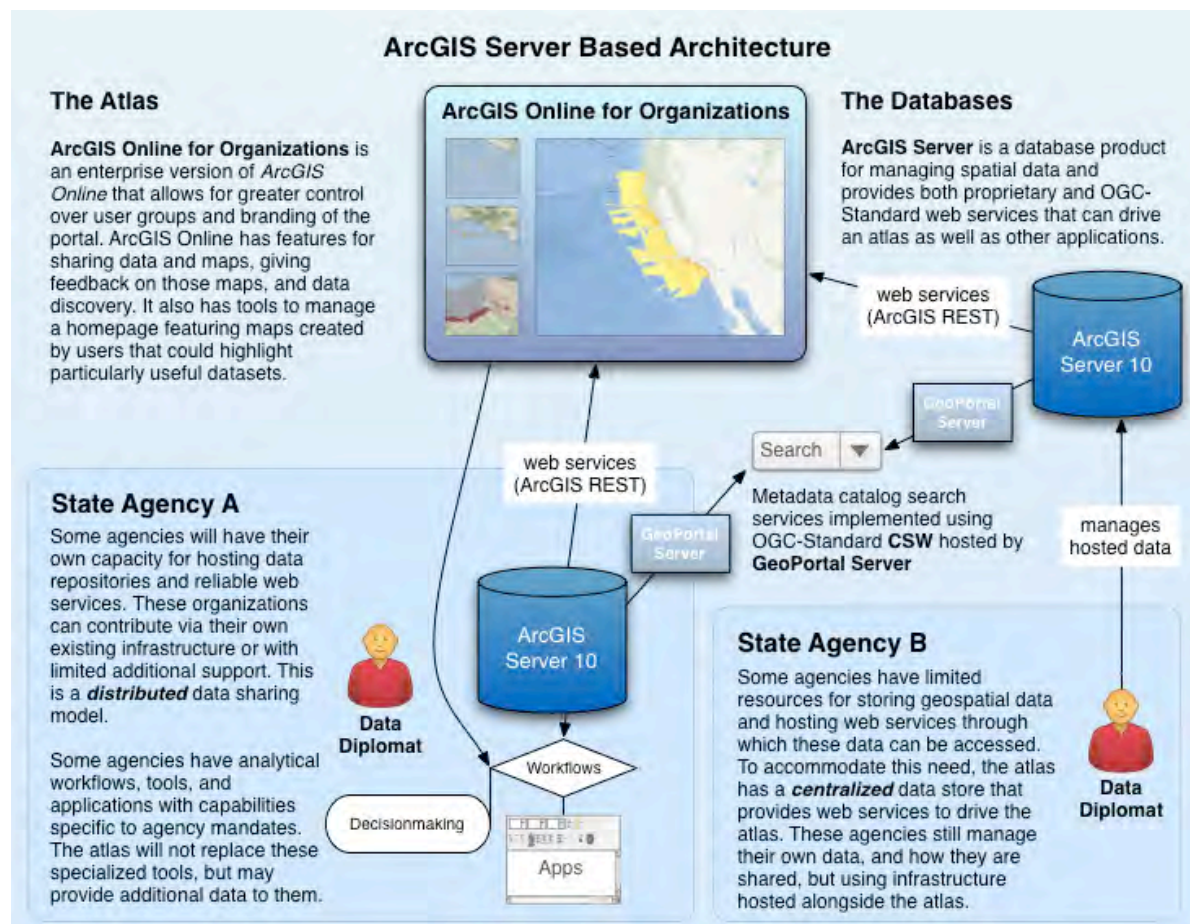 ArcGIS Server Based Architecture
The Atlas
ArcGIS Online for Organizations is
an enterprise version of ArcGIS
Online that allows for greater control
over user groups and branding of the
portal. ArcGIS Online has features for
sharing data and maps, giving
feedback on those maps, and data
discovery. It also has tools to manage
a homepage featuring maps created
by users that could highlight
particularly useful datasets.
ArcGIS Online for Organizations
The Databases
ArcGIS Server is a database product
for managing spatial data and
provides both proprietary and OGC-
Standard web services that can drive
an atlas as well as other applications.
web services
(ArcGIS REST)
ArcGIS
Server 10
GeoPortal
Server
Search
web services
(ArcGIS REST)
GeoPortal
Server
Metadata catalog search
services implemented using
OGC-Standard CSW hosted by
GeoPortal Server
manages
hosted data
State Agency A
Some agencies will have their
own capacity for hosting data
repositories and reliable web
services. These organizations
can contribute via their own
existing infrastructure or with
limited additional support. This
is a distributed data sharing
model.
Some agencies have analytical
workflows, tools, and
applications with capabilities
specific to agency mandates.
The atlas will not replace these
specialized tools, but may
provide additional data to them.
Data
Diplomat
ArcGIS
Server 10
Workflows
Decisionmaking
Apps
State Agency B
Some agencies have limited
resources for storing geospatial data
and hosting web services through
which these data can be accessed.
To accommodate this need, the atlas
has a centralized data store that
provides web services to drive the
atlas. These agencies still manage
their own data, and how they are
shared, but using infrastructure
hosted alongside the atlas.
Data
Diplomat